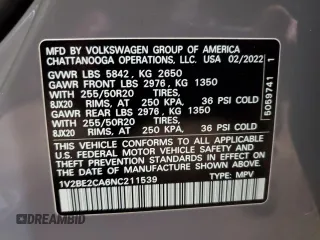 MFD BY VOLKSWAGEN GROUP OF AMERICA
CHATTANOOGA OPERATIONS, LLC. USA 02/2022
GVWR LBS 5842, KG 2650
GAWR FRONT LBS 2976, KG 1350
WITH 255/50R20 TIRES,
8JX20 RIMS, AT 250 KPA, 36 PSI COLD
GAWR REAR LBS 2976, KG 1350
WITH 255/50R20 TIRES,
8JX20 RIMS, AT 250 KPA, 36 PSI COLD
THIS VEHICLE CONFORMS TO ALL APPLICABLE
FEDERAL MOTOR VEHICLE SAFETY, BUMPER, AND
THEFT PREVENTION STANDARDS IN EFFECT ON
THE DATE OF MANUFACTURE SHOWN ABOVE.
1V2BE2CA6NC211539 TYPE: MPV
5059741 1
DREAMBID